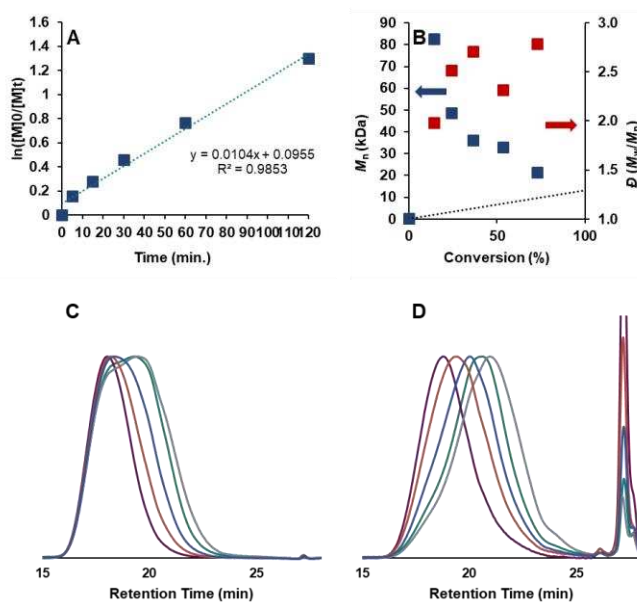 A
ln([M]0/[M]t)
1.6
1.4
1.2
1
0.8
0.6
0.4
0.2
0
y = 0.0104x + 0.0955
R² = 0.9853
0 10 20 30 40 50 60 70 80 90 100 110 120
Time (min.)
B
Mn (kDa)
90
80
70
60
50
40
30
20
10
0
3.0
2.5
2.0
1.5
1.0
Đ (Mw/Mn)
0 50 100
Conversion (%)
C
15 20 25
Retention Time (min)
D
15 20 25
Retention Time (min)